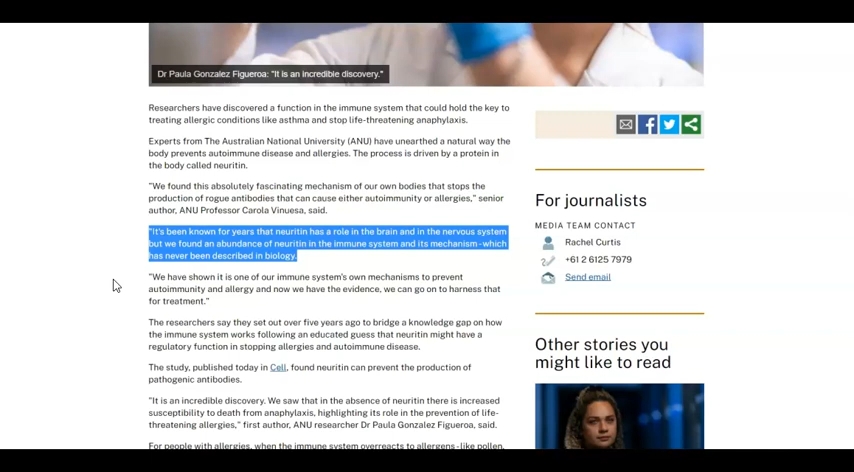 Dr Paula Gonzalez Figueroa: "It is an incredible discovery."
Researchers have discovered a function in the immune system that could hold the key to
treating allergic conditions like asthma and stop life-threatening anaphylaxis.
Experts from The Australian National University (ANU) have unearthed a natural way the
body prevents autoimmune disease and allergies. The process is driven by a protein in
the body called neuritin.
"We found this absolutely fascinating mechanism of our own bodies that stops the
production of rogue antibodies that can cause either autoimmunity or allergies," senior
author, ANU Professor Carola Vinuesa, said.
"It's been known for years that neuritin has a role in the brain and in the nervous system
but we found an abundance of neuritin in the immune system and its mechanism - which
has never been described in biology.
"We have shown it is one of our immune system's own mechanisms to prevent
autoimmunity and allergy and now we have the evidence, we can go on to harness that
for treatment."
The researchers say they set out over five years ago to bridge a knowledge gap on how
the immune system works following an educated guess that neuritin might have a
regulatory function in stopping allergies and autoimmune disease.
The study, published today in Cell, found neuritin can prevent the production of
pathogenic antibodies.
"It is an incredible discovery. We saw that in the absence of neuritin there is increased
susceptibility to death from anaphylaxis, highlighting its role in the prevention of life-
threatening allergies," first author, ANU researcher Dr Paula Gonzalez Figueroa, said.
For people with allergies, when the immune system overreacts to allergens - like pollen,
For journalists
MEDIA TEAM CONTACT
Rachel Curtis
+61 2 6125 7979
Send email
Other stories you
might like to read